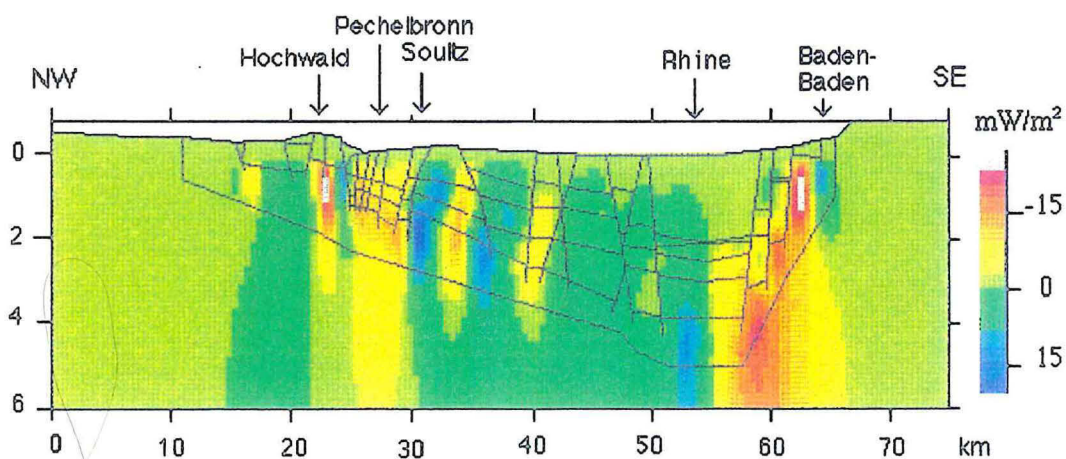 Pechelbronn
Hochwald Soultz Rhine Baden-
Baden
NW SE
mW/m²
0
2
4
6
-15
0
15
0 10 20 30 40 50 60 70 km